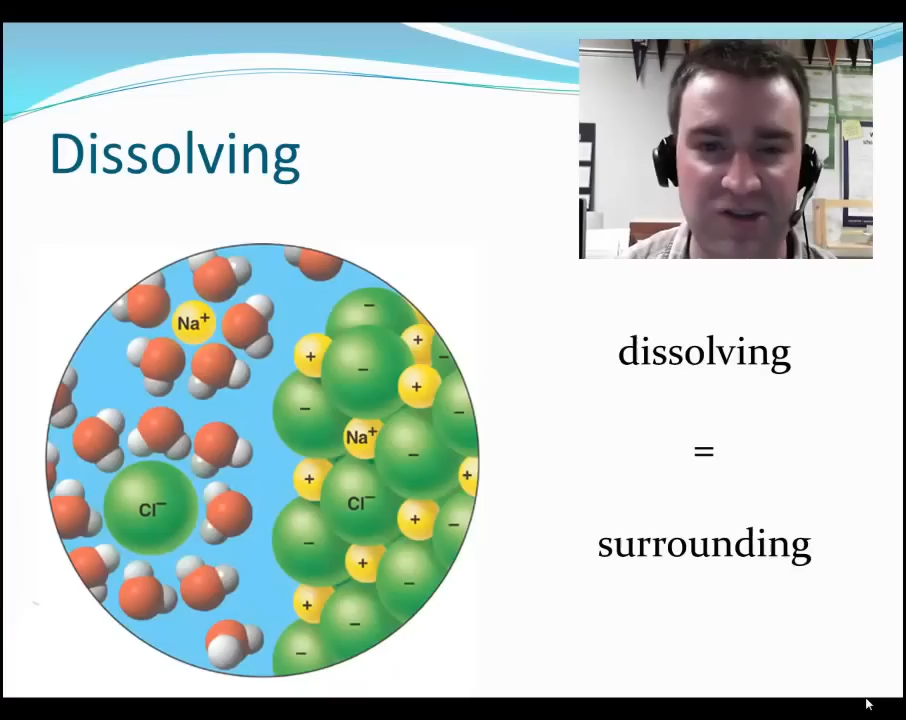 Dissolving
Na+
+
+
+
−
−
−
−
−
Na+
−
+
+
Cl−
Cl−
+
−
−
+
−
+
−
−
dissolving
=
surrounding